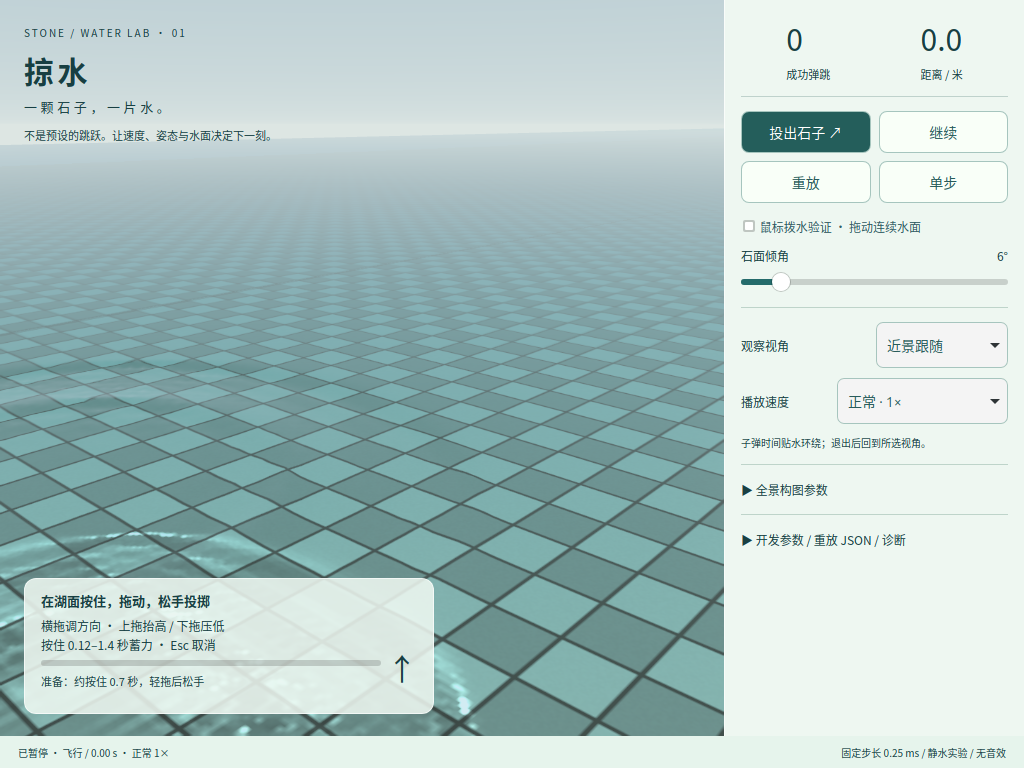 STONE / WATER LAB · 01
掠水
一颗石子，一片水。
不是预设的跳跃。让速度、姿态与水面决定下一刻。
在湖面按住，拖动，松手投掷
横拖调方向 · 上拖抬高 / 下拖压低
按住 0.12–1.4 秒蓄力 · Esc 取消
↑
准备：约按住 0.7 秒，轻拖后松手
0
成功弹跳
0.0
距离 / 米
投出石子 ↗
继续
重放
单步
鼠标拨水验证 · 拖动连续水面
石面倾角 6°
观察视角 近景跟随
播放速度 正常 · 1×
子弹时间贴水环绕；退出后回到所选视角。
▶ 全景构图参数
▶ 开发参数 / 重放 JSON / 诊断
已暂停 · 飞行 / 0.00 s · 正常 1×
固定步长 0.25 ms / 静水实验 / 无音效